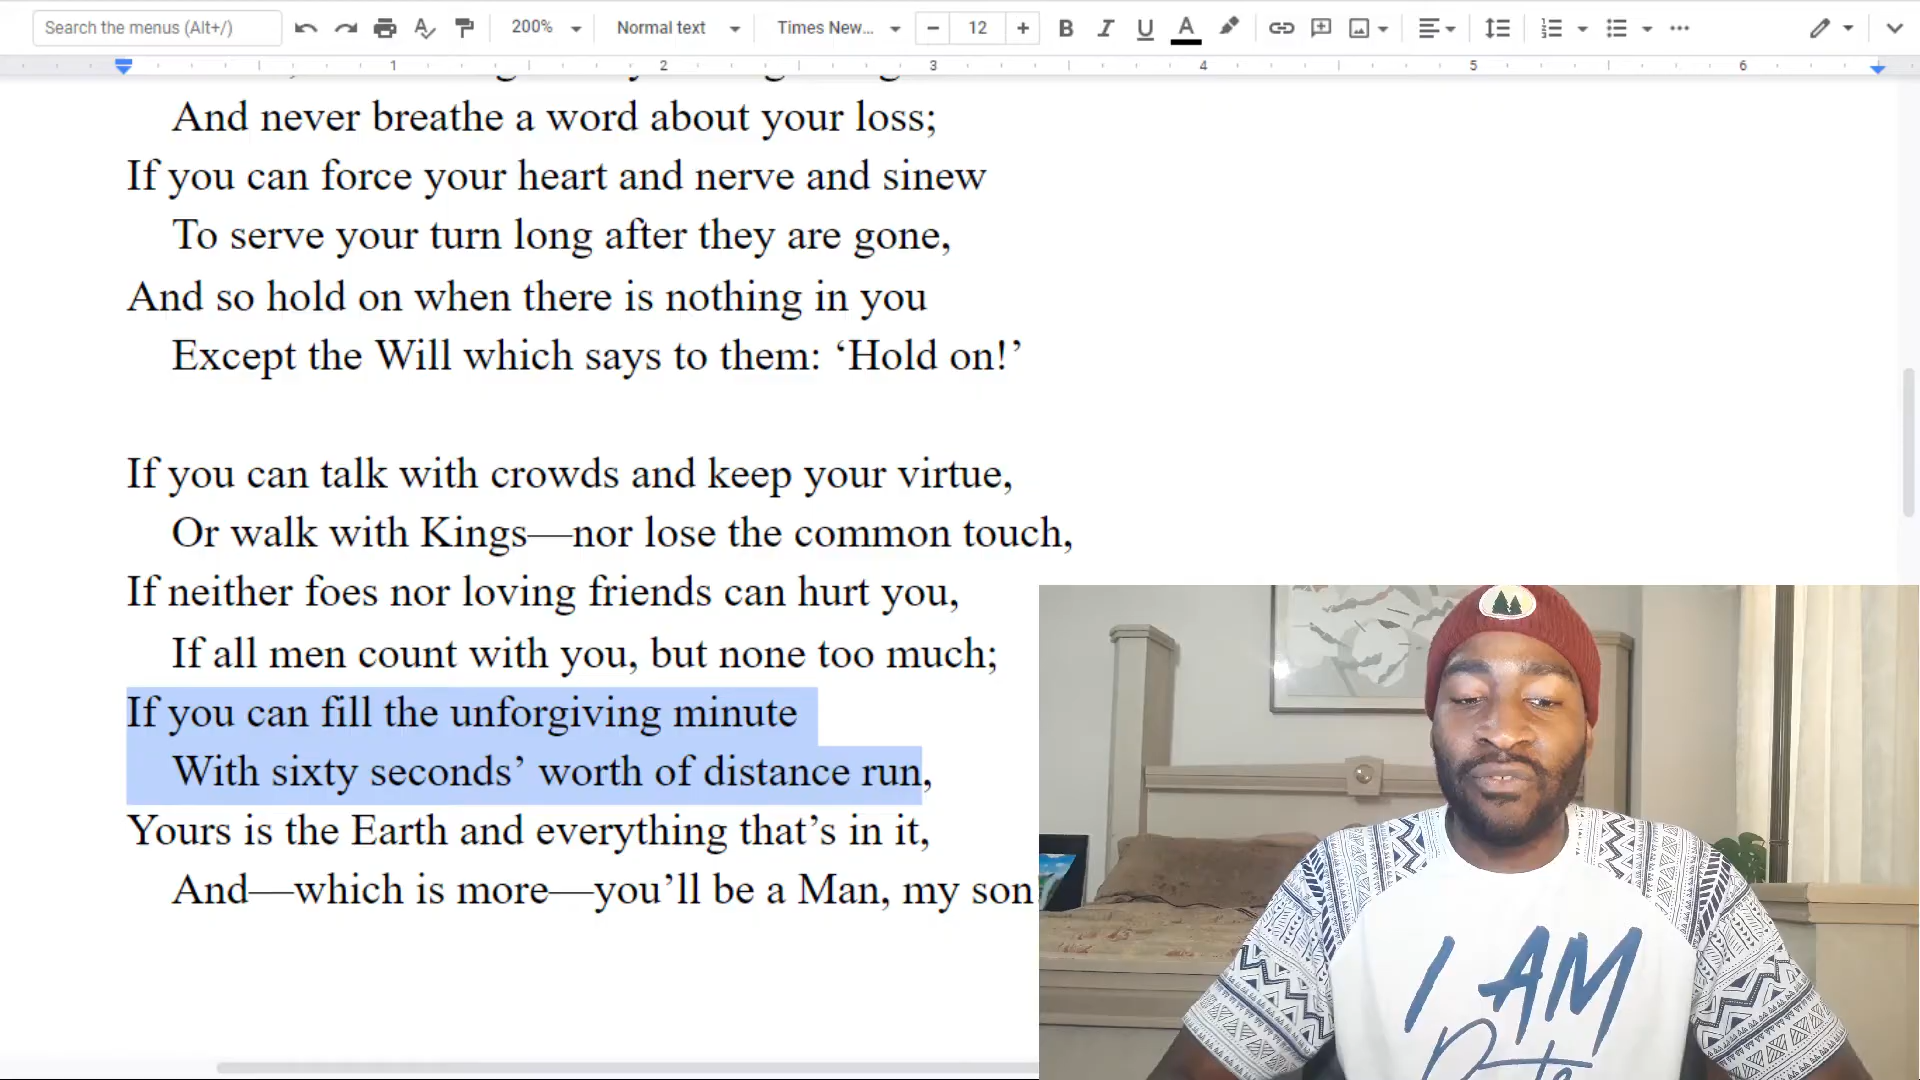 Search the menus (Alt+/)
200%
Normal text
Times New...
12
1
2
3
4
5
6
And never breathe a word about your loss;
If you can force your heart and nerve and sinew
To serve your turn long after they are gone,
And so hold on when there is nothing in you
Except the Will which says to them: ‘Hold on!’
If you can talk with crowds and keep your virtue,
Or walk with Kings—nor lose the common touch,
If neither foes nor loving friends can hurt you,
If all men count with you, but none too much;
If you can fill the unforgiving minute
With sixty seconds’ worth of distance run,
Yours is the Earth and everything that’s in it,
And—which is more—you’ll be a Man, my son
I AM